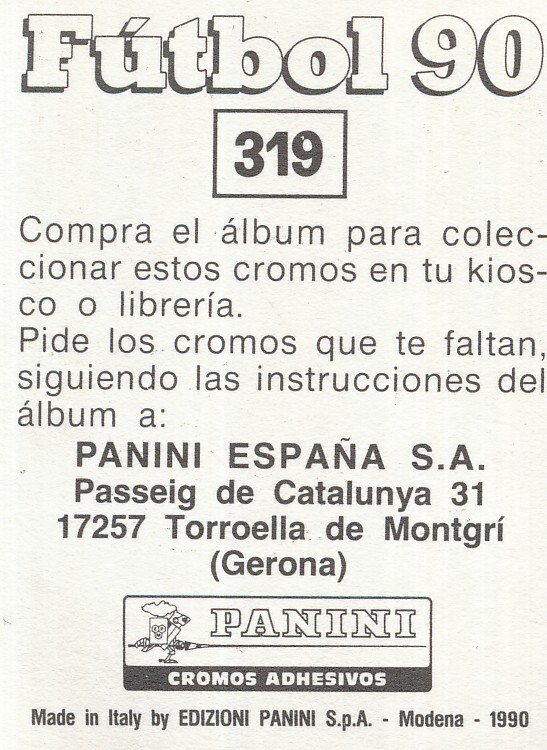 Fútbol 90
319
Compra el álbum para colec-
cionar estos cromos en tu kios-
co o librería.
Pide los cromos que te faltan,
siguiendo las instrucciones del
álbum a:
PANINI ESPAÑA S.A.
Passeig de Catalunya 31
17257 Torroella de Montgrí
(Gerona)
PANINI
CROMOS ADHESIVOS
Made in Italy by EDIZIONI PANINI S.p.A. - Modena - 1990